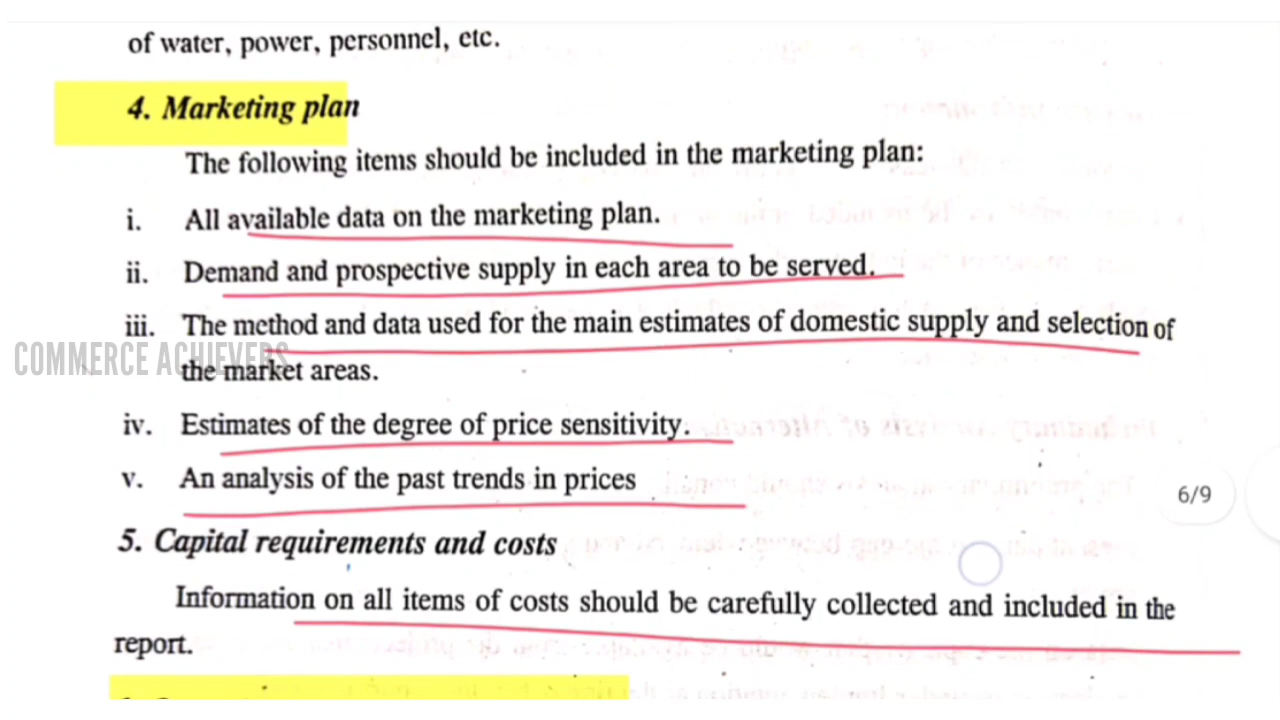 of water, power, personnel, etc.
4. Marketing plan
The following items should be included in the marketing plan:
i. All available data on the marketing plan.
ii. Demand and prospective supply in each area to be served.
iii. The method and data used for the main estimates of domestic supply and selection of
COMMERCE ACHIEVERS
the market areas.
iv. Estimates of the degree of price sensitivity.
v. An analysis of the past trends in prices
6/9
5. Capital requirements and costs
Information on all items of costs should be carefully collected and included in the
report.